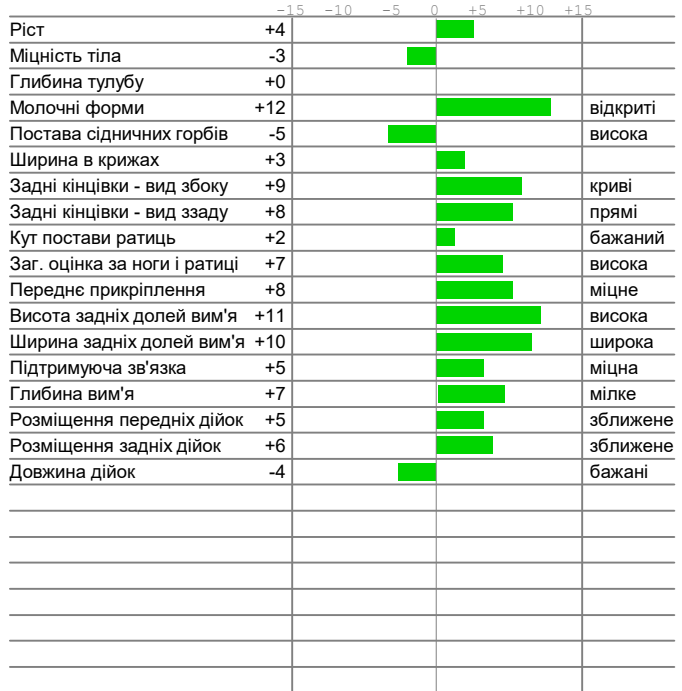 -15 -10 -5 0 +5 +10 +15
Ріст +4
Міцність тіла -3
Глибина тулубу +0
Молочні форми +12 відкриті
Постава сідничних горбів -5 висока
Ширина в крижах +3
Задні кінцівки - вид збоку +9 криві
Задні кінцівки - вид ззаду +8 прямі
Кут постави ратиць +2 бажаний
Заг. оцінка за ноги і ратиці +7 висока
Переднє прикріплення +8 міцне
Висота задніх долей вим'я +11 висока
Ширина задніх долей вим'я +10 широка
Підтримуюча зв'язка +5 міцна
Глибина вим'я +7 мілке
Розміщення передніх дійок +5 зближене
Розміщення задніх дійок +6 зближене
Довжина дійок -4 бажані